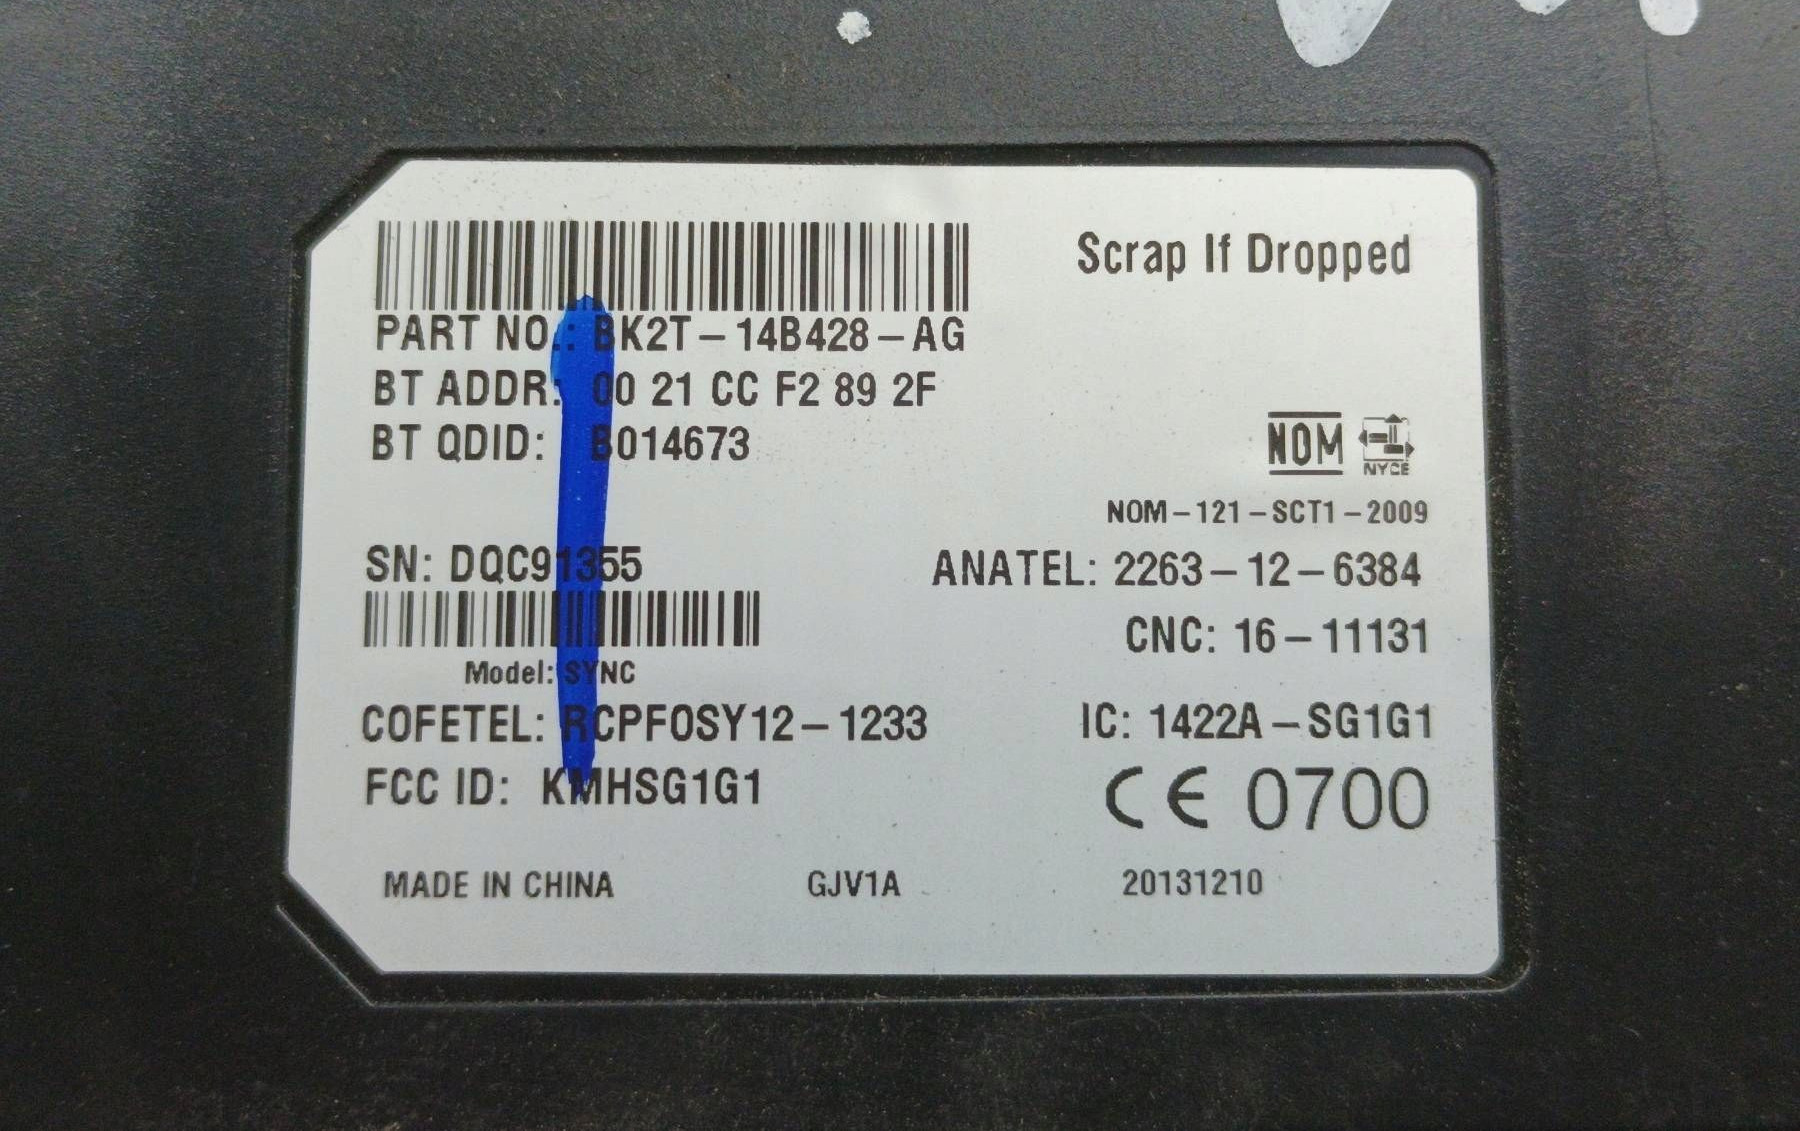 Scrap If Dropped
PART NO.: BK2T-14B428-AG
BT ADDR: 00 21 CC F2 89 2F
BT QDID: B014673
NOM NYCE
NOM-121-SCT1-2009
SN: DQC91355
ANATEL: 2263-12-6384
CNC: 16-11131
Model: SYNC
COFETEL: RCPFOSY12-1233
IC: 1422A-SG1G1
FCC ID: KMHSG1G1
CE 0700
MADE IN CHINA
GJV1A
20131210